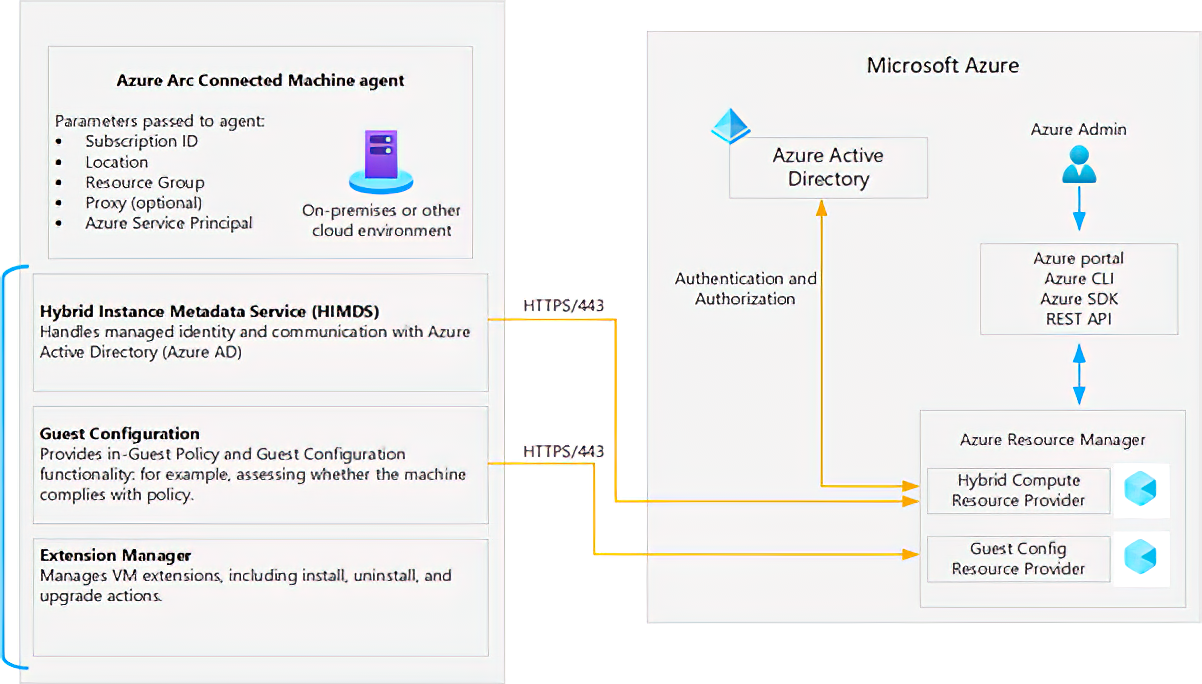 Azure Arc Connected Machine agent
Parameters passed to agent:
• Subscription ID
• Location
• Resource Group
• Proxy (optional)
• Azure Service Principal
On-premises or other
cloud environment
Hybrid Instance Metadata Service (HIMDS)
Handles managed identity and communication with Azure
Active Directory (Azure AD)
Guest Configuration
Provides in-Guest Policy and Guest Configuration
functionality: for example, assessing whether the machine
complies with policy.
Extension Manager
Manages VM extensions, including install, uninstall, and
upgrade actions.
HTTPS/443
HTTPS/443
Microsoft Azure
Azure Active
Directory
Authentication and
Authorization
Azure Admin
Azure portal
Azure CLI
Azure SDK
REST API
Azure Resource Manager
Hybrid Compute
Resource Provider
Guest Config
Resource Provider